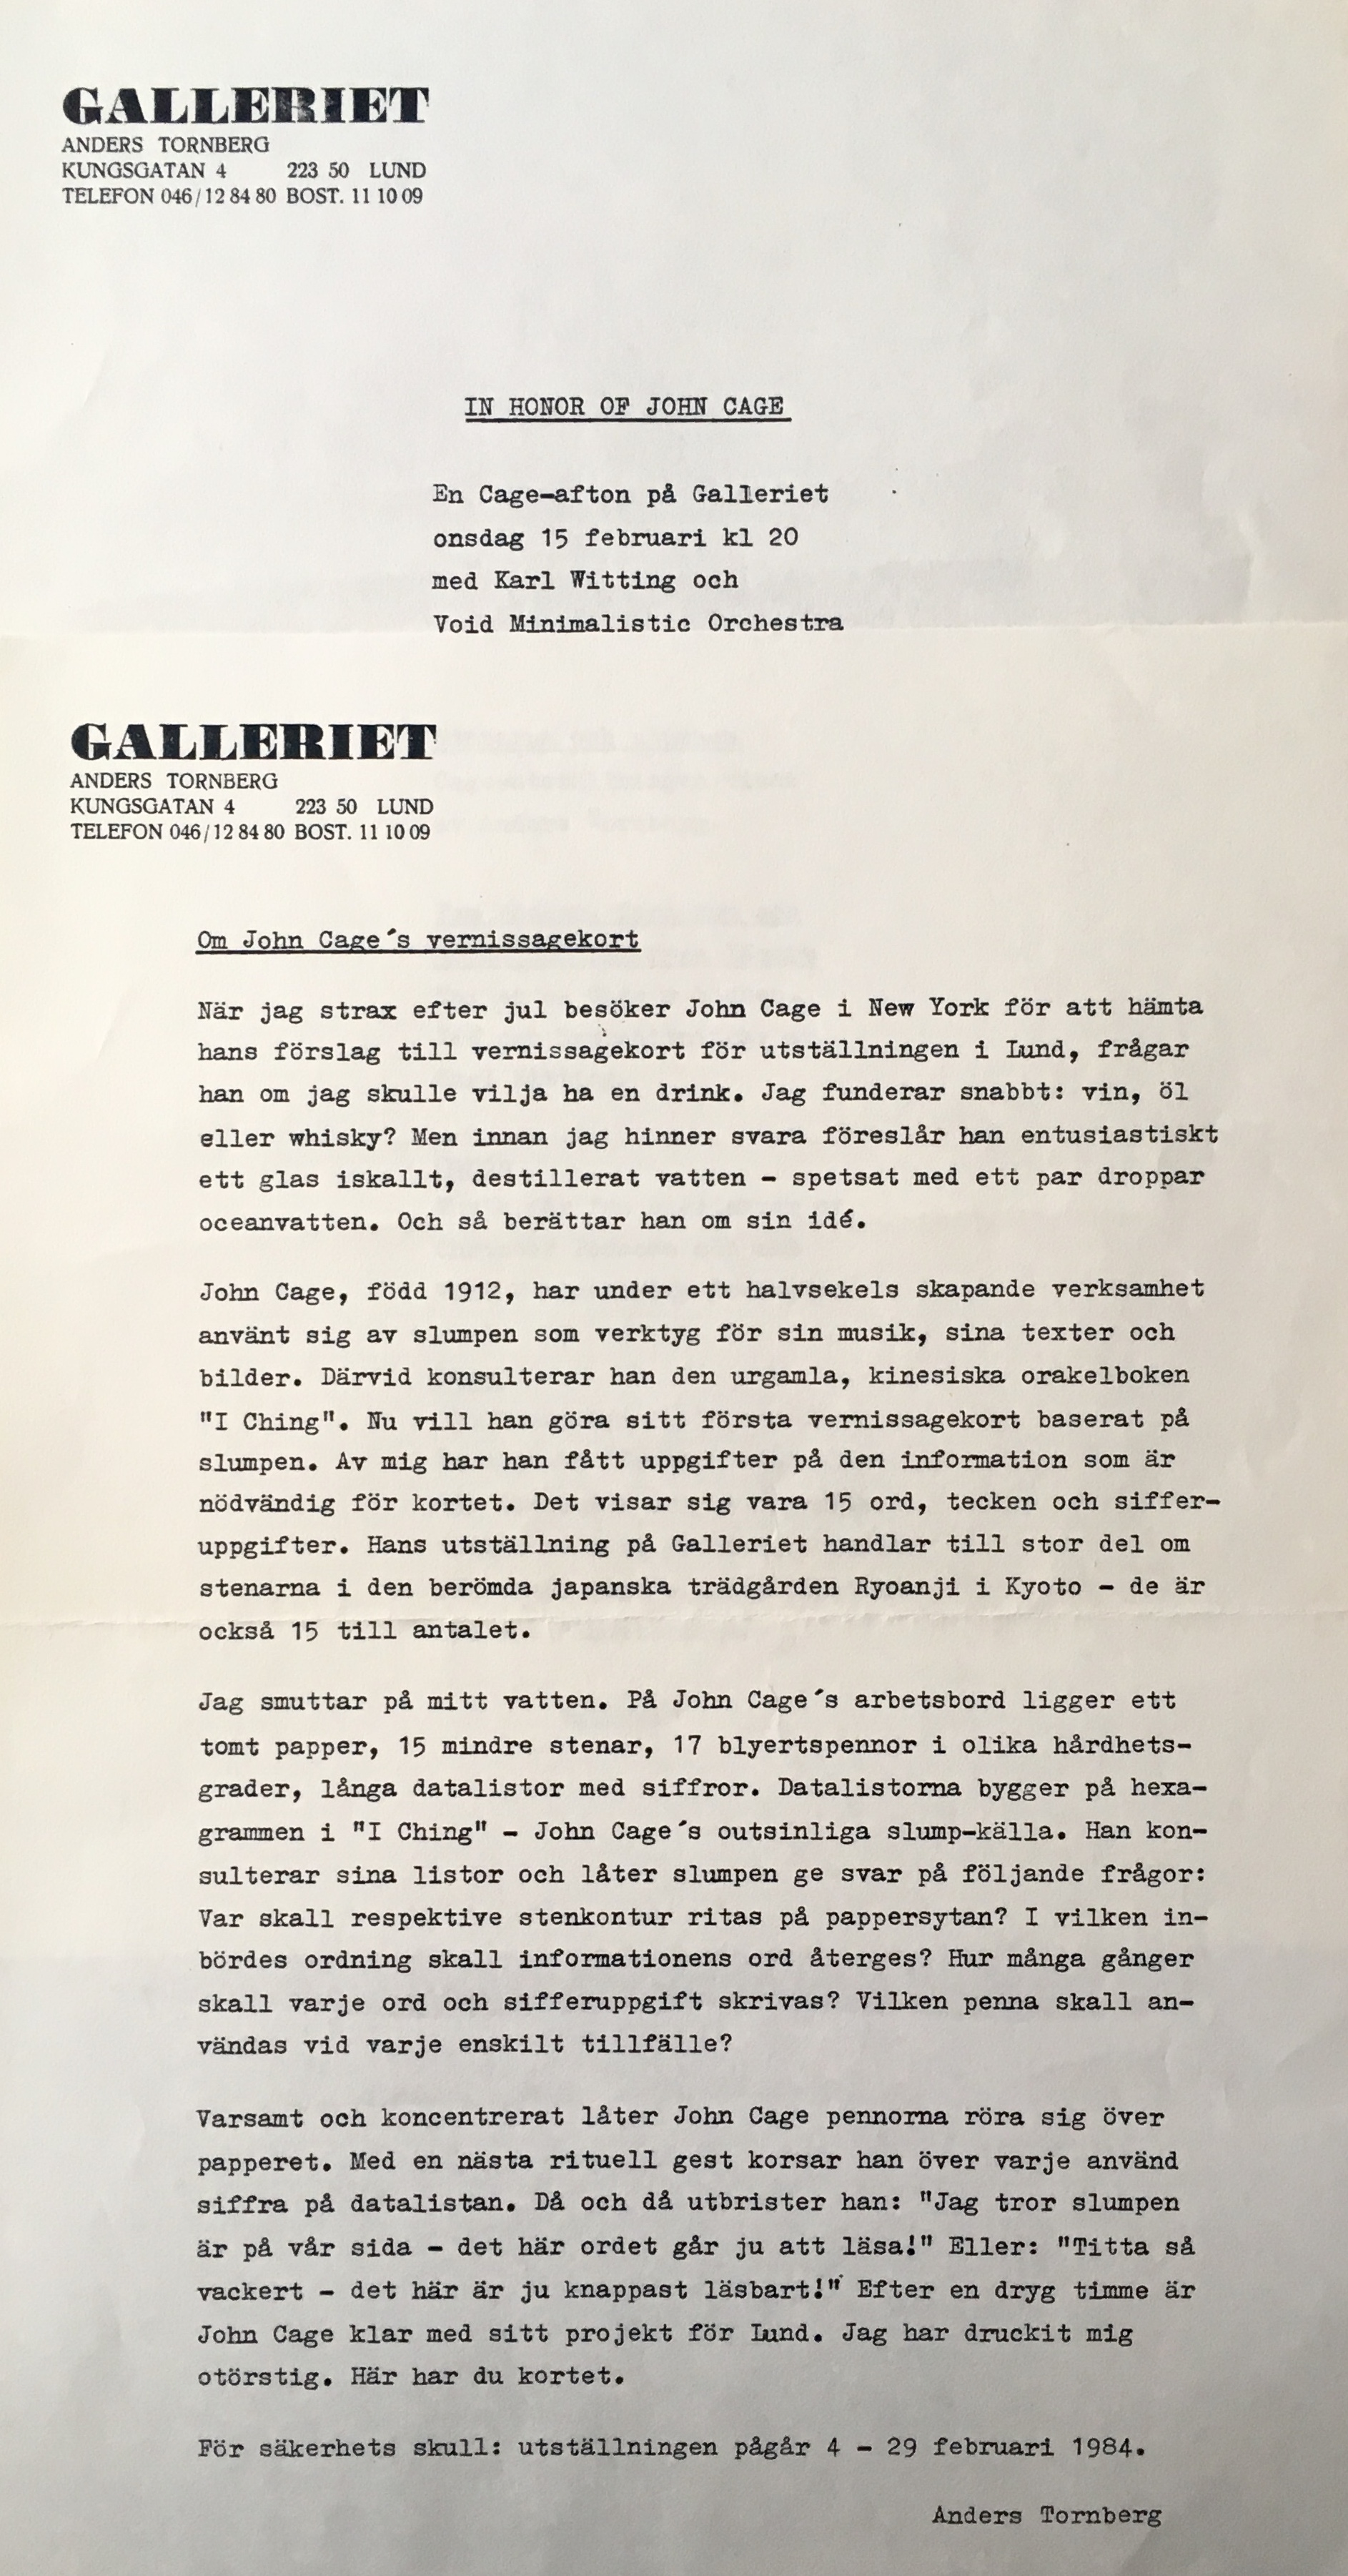 GALLERIET
ANDERS TORNBERG
KUNGSGATAN 4 223 50 LUND
TELEFON 046/12 84 80 BOST. 11 10 09
IN HONOR OF JOHN CAGE
En Cage-afton på Galleriet
onsdag 15 februari kl 20
med Karl Witting och
Void Minimalistic Orchestra
GALLERIET
ANDERS TORNBERG
KUNGSGATAN 4 223 50 LUND
TELEFON 046/12 84 80 BOST. 11 10 09
Om John Cage´s vernissagekort
När jag strax efter jul besöker John Cage i New York för att hämta
hans förslag till vernissagekort för utställningen i Lund, frågar
han om jag skulle vilja ha en drink. Jag funderar snabbt: vin, öl
eller whisky? Men innan jag hinner svara föreslår han entusiastiskt
ett glas iskallt, destillerat vatten - spetsat med ett par droppar
oceanvatten. Och så berättar han om sin idé.
John Cage, född 1912, har under ett halvsekels skapande verksamhet
använt sig av slumpen som verktyg för sin musik, sina texter och
bilder. Därvid konsulterar han den urgamla, kinesiska orakelboken
"I Ching". Nu vill han göra sitt första vernissagekort baserat på
slumpen. Av mig har han fått uppgifter på den information som är
nödvändig för kortet. Det visar sig vara 15 ord, tecken och siffer-
uppgifter. Hans utställning på Galleriet handlar till stor del om
stenarna i den berömda japanska trädgården Ryoanji i Kyoto - de är
också 15 till antalet.
Jag smuttar på mitt vatten. På John Cage´s arbetsbord ligger ett
tomt papper, 15 mindre stenar, 17 blyertspennor i olika hårdhets-
grader, långa datalistor med siffror. Datalistorna bygger på hexa-
grammen i "I Ching" - John Cage´s outsinliga slump-källa. Han kon-
sulterar sina listor och låter slumpen ge svar på följande frågor:
Var skall respektive stenkontur ritas på pappersytan? I vilken in-
bördes ordning skall informationens ord återges? Hur många gånger
skall varje ord och sifferuppgift skrivas? Vilken penna skall an-
vändas vid varje enskilt tillfälle?
Varsamt och koncentrerat låter John Cage pennorna röra sig över
papperet. Med en nästa rituell gest korsar han över varje använd
siffra på datalistan. Då och då utbrister han: "Jag tror slumpen
är på vår sida - det här ordet går ju att läsa!" Eller: "Titta så
vackert - det här är ju knappast läsbart!" Efter en dryg timme är
John Cage klar med sitt projekt för Lund. Jag har druckit mig
otörstig. Här har du kortet.
För säkerhets skull: utställningen pågår 4 - 29 februari 1984.
Anders Tornberg